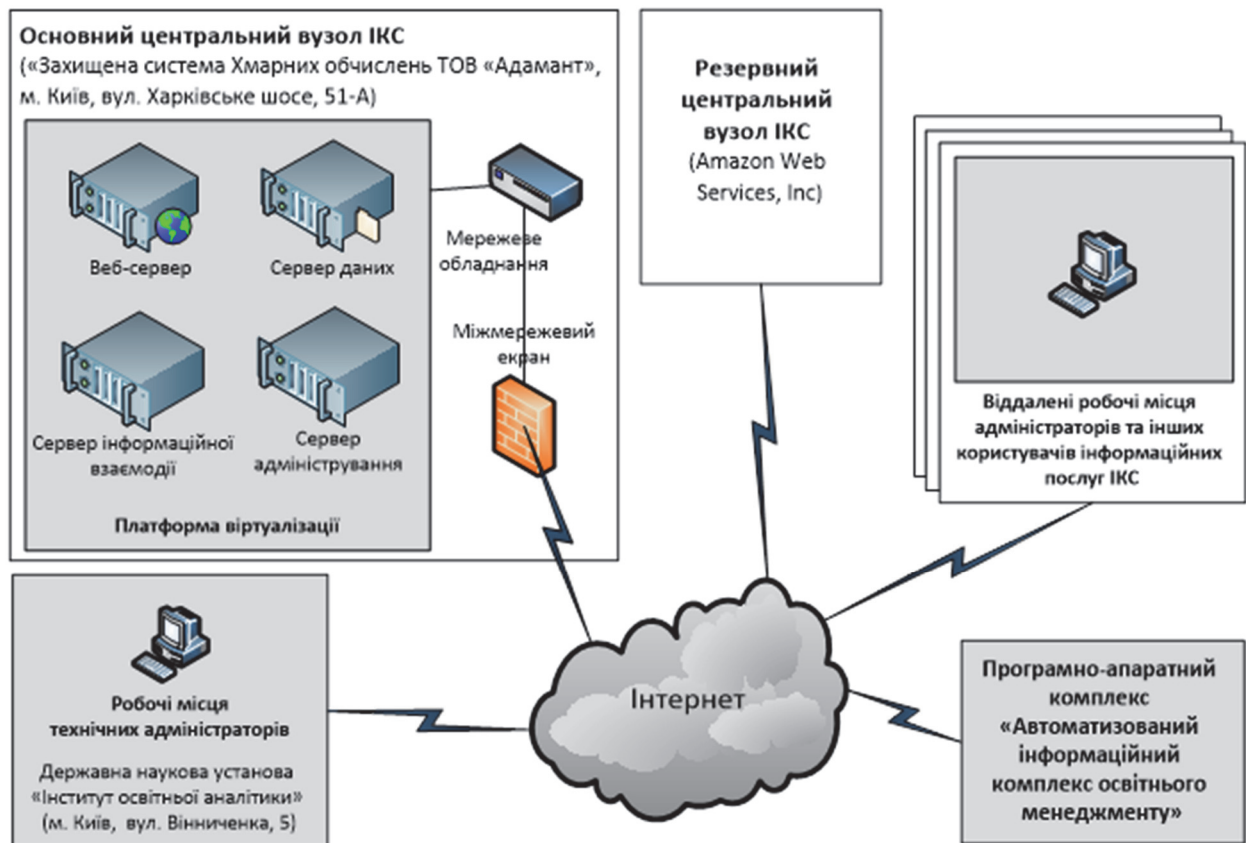 Основний центральний вузол ІКС
(«Захищена система Хмарних обчислень ТОВ «Адамант»,
м. Київ, вул. Харківське шосе, 51-А)
Веб-сервер
Сервер даних
Сервер інформаційної
взаємодії
Сервер
адміністрування
Платформа віртуалізації
Мережеве
обладнання
Міжмережевий
екран
Резервний
центральний
вузол ІКС
(Amazon Web
Services, Inc)
Віддалені робочі місця
адміністраторів та інших
користувачів інформаційних
послуг ІКС
Робочі місця
технічних адміністраторів
Державна наукова установа
«Інститут освітньої аналітики»
(м. Київ, вул. Вінниченка, 5)
Інтернет
Програмно-апаратний
комплекс
«Автоматизований
інформаційний
комплекс освітнього
менеджменту»